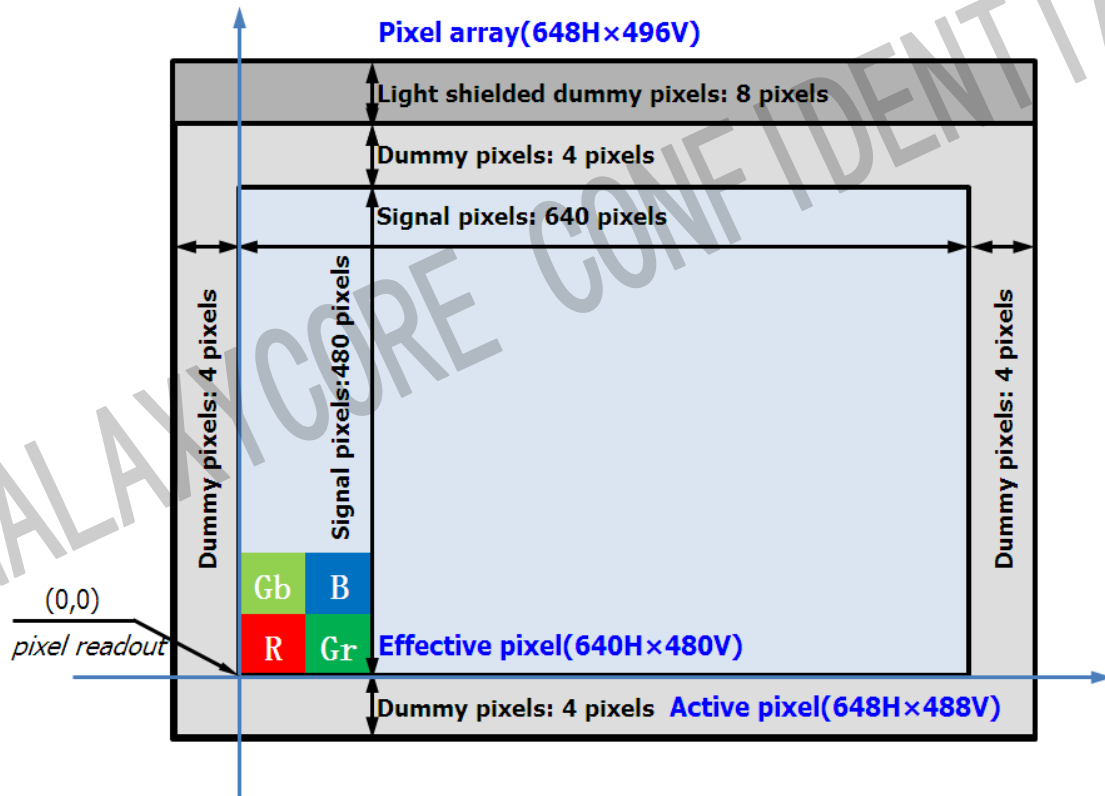 Pixel array(648H×496V)
Light shielded dummy pixels: 8 pixels
Dummy pixels: 4 pixels
Signal pixels: 640 pixels
Signal pixels:480 pixels
Dummy pixels: 4 pixels
Dummy pixels: 4 pixels
Gb B
R Gr
(0,0)
pixel readout
Effective pixel(640H×480V)
Dummy pixels: 4 pixels
Active pixel(648H×488V)
ALAXYCORE CONFIDENTIA